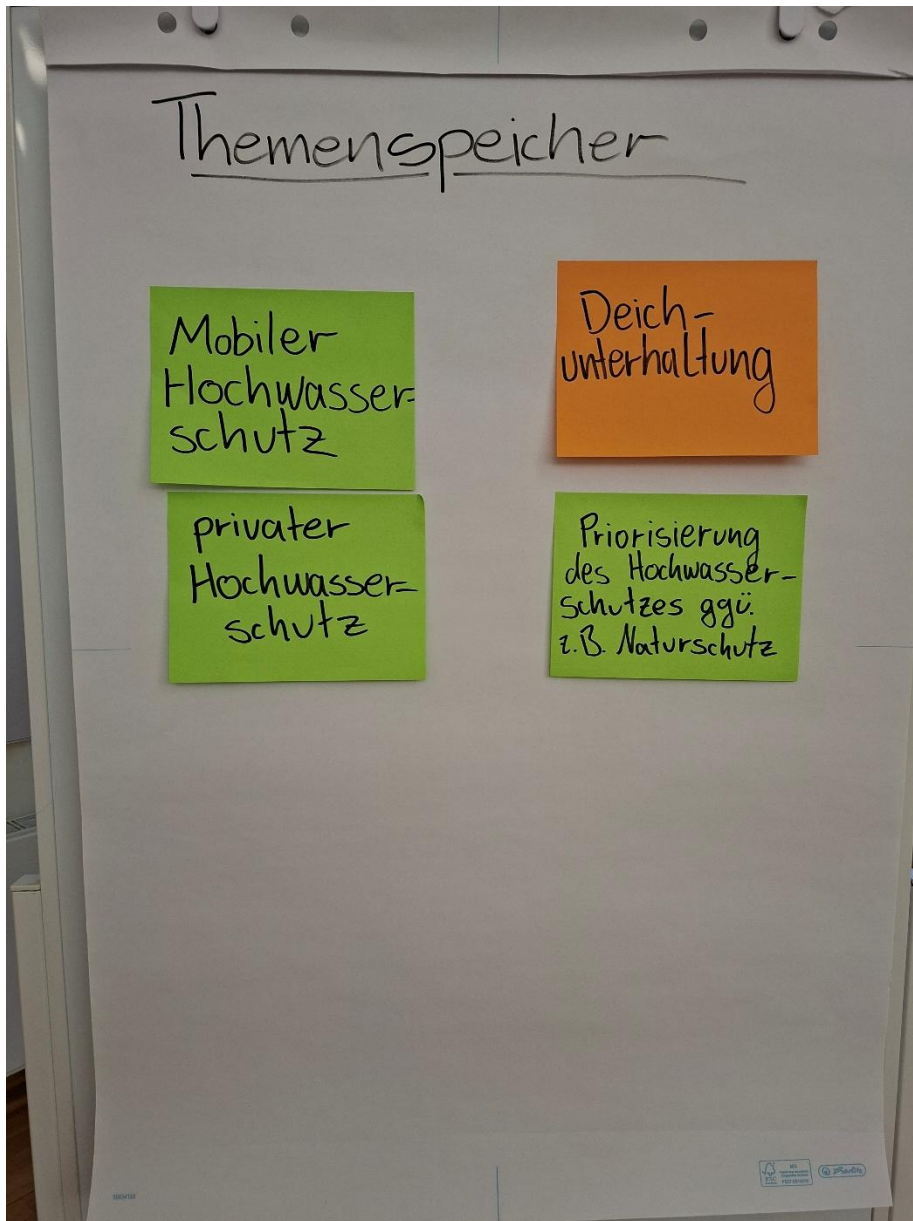 Themenspeicher
Mobiler
Hochwasser-
schutz
Deich-
unterhaltung
privater
Hochwasser-
schutz
Priorisierung
des Hochwasser-
schutzes ggü.
z.B. Naturschutz